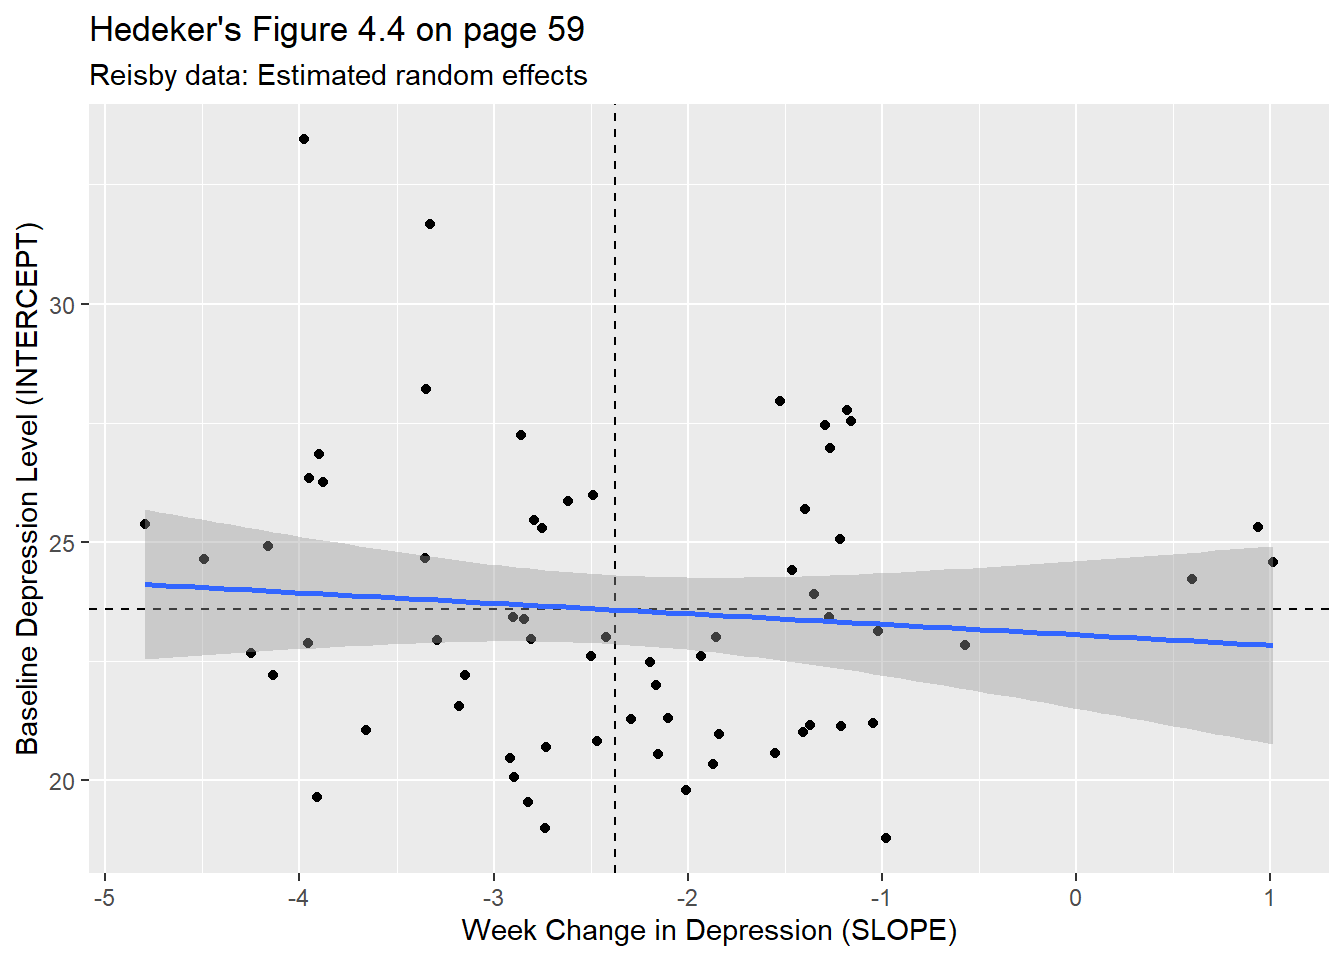 Hedeker's Figure 4.4 on page 59
Reisby data: Estimated random effects
Baseline Depression Level (INTERCEPT)
30
25
20
-5 -4 -3 -2 -1 0 1
Week Change in Depression (SLOPE)